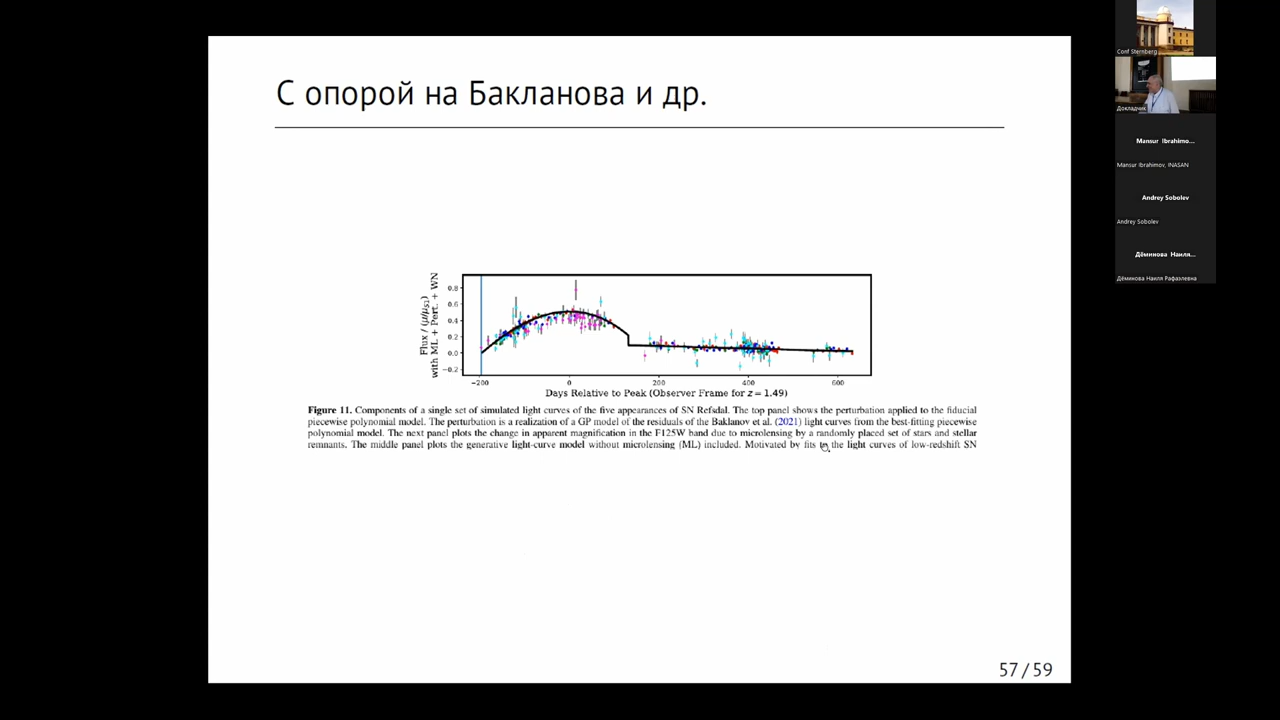 С опорой на Бакланова и др.
Flux / (μ/μS1)
with ML + Pert. + WN
0.8
0.6
0.4
0.2
0.0
−0.2
−200
0
200
400
600
Days Relative to Peak (Observer Frame for z = 1.49)
Figure 11. Components of a single set of simulated light curves of the five appearances of SN Refsdal. The top panel shows the perturbation applied to the fiducial
piecewise polynomial model. The perturbation is a realization of a GP model of the residuals of the Baklanov et al. (2021) light curves from the best-fitting piecewise
polynomial model. The next panel plots the change in apparent magnification in the F125W band due to microlensing by a randomly placed set of stars and stellar
remnants. The middle panel plots the generative light-curve model without microlensing (ML) included. Motivated by fits to the light curves of low-redshift SN
57 / 59
Conf Sternberg
Докладчик
Mansur Ibrahimo...
Mansur Ibrahimov, INASAN
Andrey Sobolev
Andrey Sobolev
Дёминова Наиля...
Дёминова Наиля Рафаэлевна